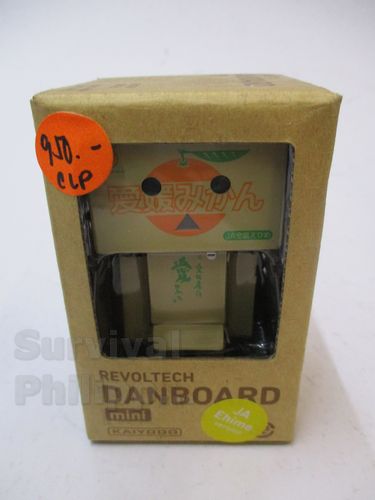 950.-
CLP
愛媛みかん
JA全農えひめ
REVOLTECH
DANBOARD
mini
KAIYODO
JA
Ehime
version
Survival